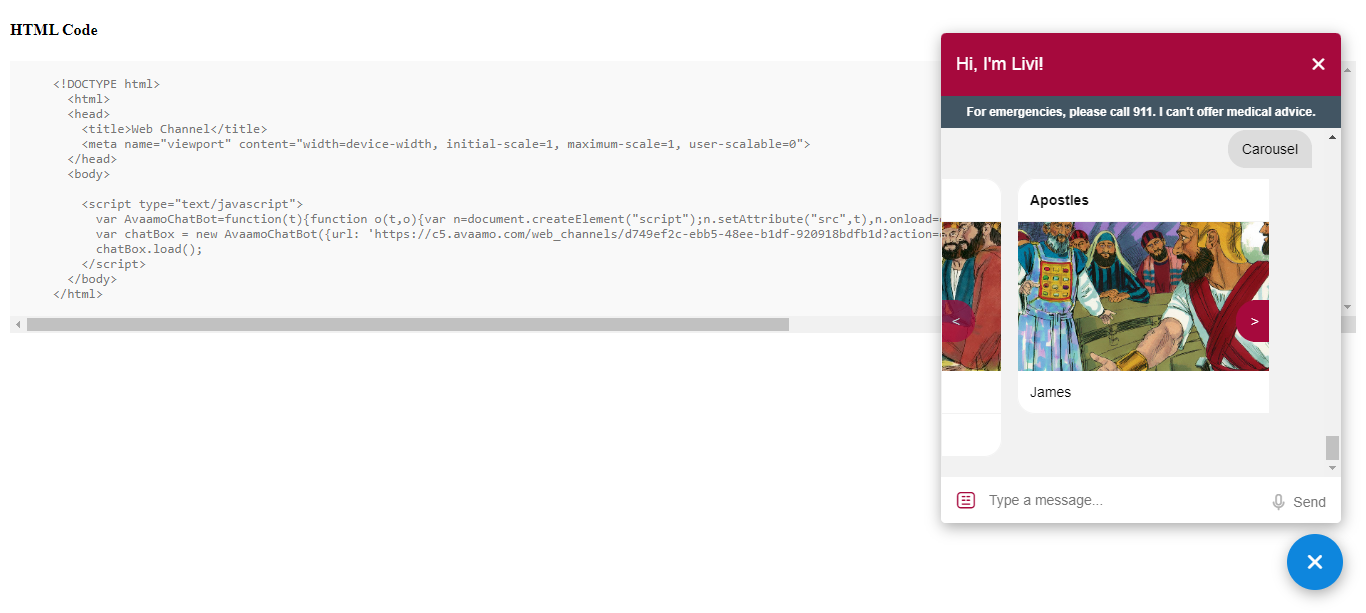 HTML Code
<!DOCTYPE html>
<html>
<head>
<title>Web Channel</title>
<meta name="viewport" content="width=device-width, initial-scale=1, maximum-scale=1, user-scalable=0">
</head>
<body>
<script type="text/javascript">
var AvaamoChatBot=function(t){function o(t,o){var n=document.createElement("script");n.setAttribute("src",t),n.onload=
var chatBox = new AvaamoChatBot({url: 'https://c5.avaamo.com/web_channels/d749ef2c-ebb5-48ee-b1df-920918bdfb1d?action=
chatBox.load();
</script>
</body>
</html>
Hi, I'm Livi!
For emergencies, please call 911. I can't offer medical advice.
Carousel
Apostles
< >
James
Type a message...
Send